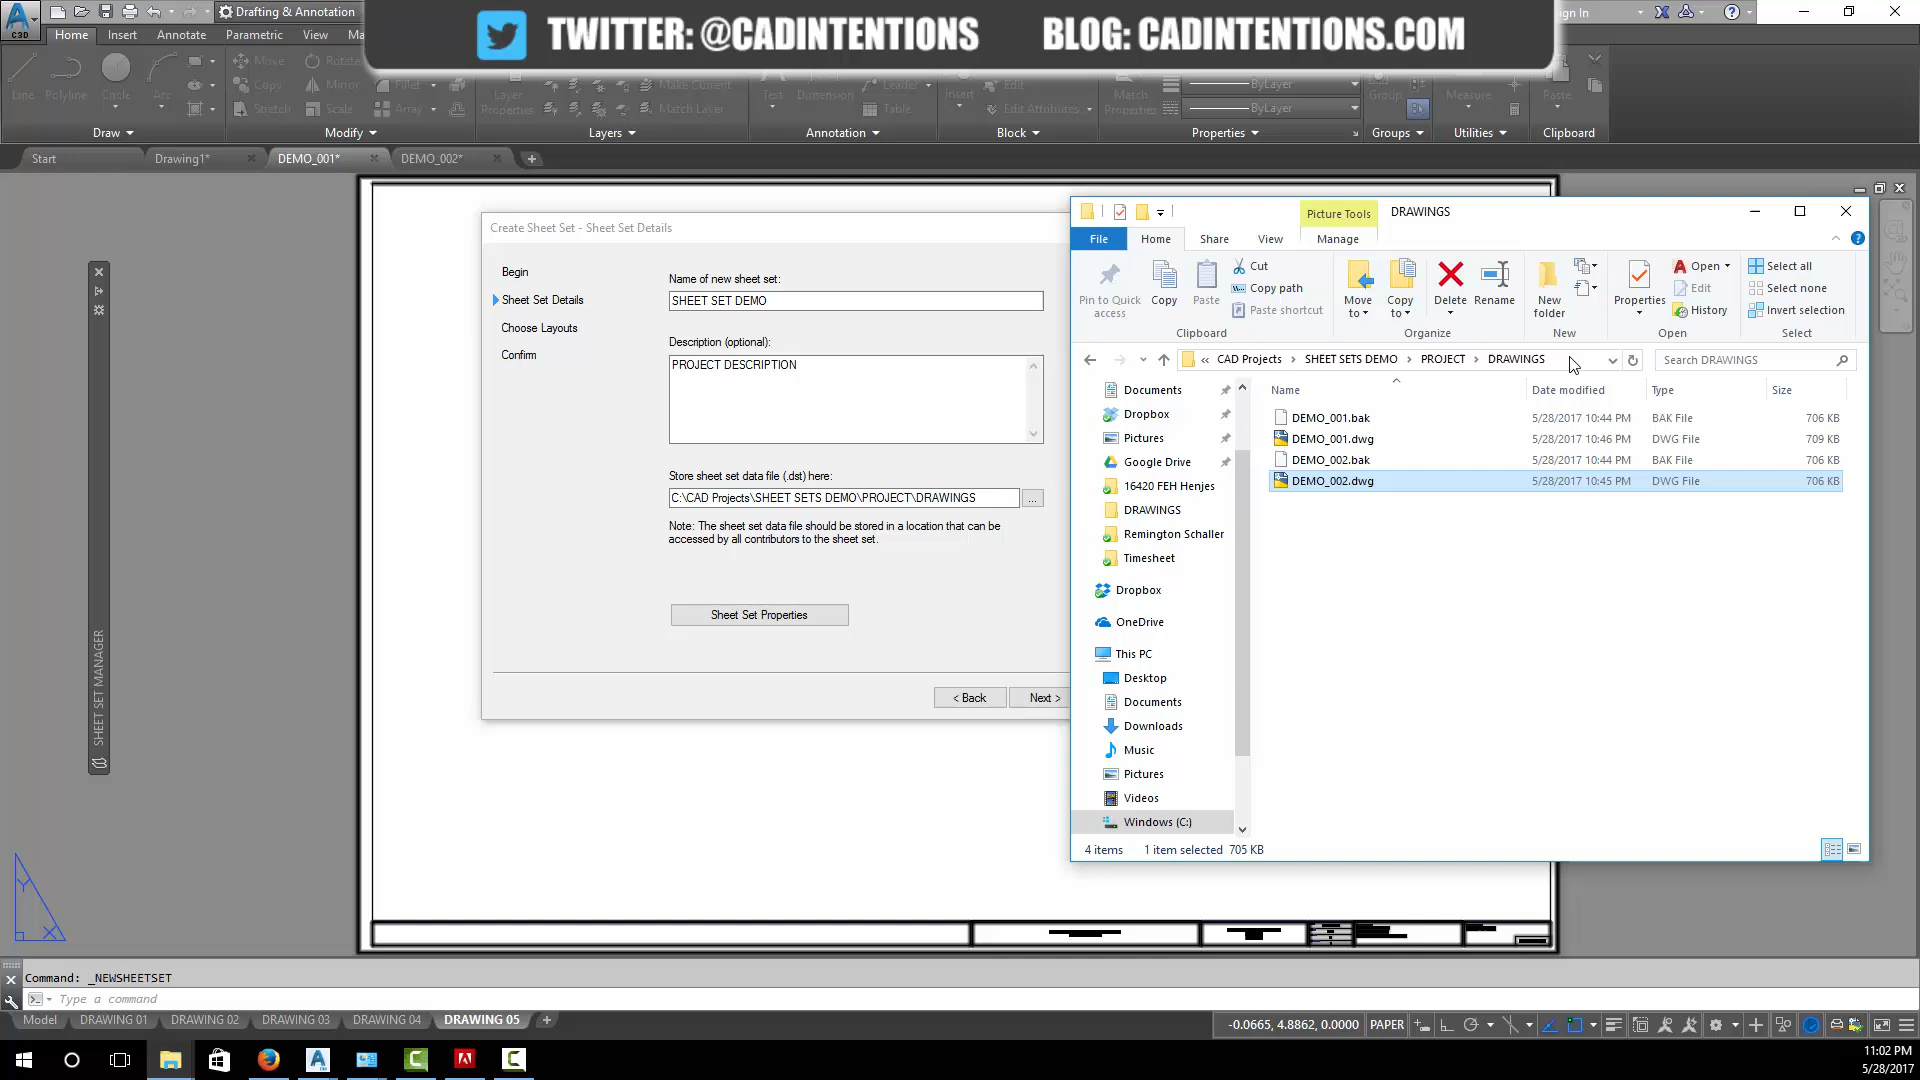 Drafting & Annotation
TWITTER: @CADINTENTIONS
BLOG: CADINTENTIONS.COM
Sign In
C3D
Home
Insert
Annotate
Parametric
View
Line
Polyline
Circle
Arc
Move
Rotate
Copy
Mirror
Fillet
Stretch
Scale
Array
Layer
Properties
Make Current
Match Layer
Text
Dimension
Leader
Table
Insert
Edit
Edit Attributes
Match
Properties
ByLayer
ByLayer
Group
Measure
Paste
Draw
Modify
Layers
Annotation
Block
Properties
Groups
Utilities
Clipboard
Start
Drawing1*
DEMO_001*
DEMO_002*
Create Sheet Set - Sheet Set Details
Begin
Sheet Set Details
Choose Layouts
Confirm
Name of new sheet set:
SHEET SET DEMO
Description (optional):
PROJECT DESCRIPTION
Store sheet set data file (.dst) here:
C:\CAD Projects\SHEET SETS DEMO\PROJECT\DRAWINGS
...
Note: The sheet set data file should be stored in a location that can be
accessed by all contributors to the sheet set.
Sheet Set Properties
< Back
Next >
SHEET SET MANAGER
Picture Tools
DRAWINGS
File
Home
Share
View
Manage
Pin to Quick
access
Copy
Paste
Cut
Copy path
Paste shortcut
Clipboard
Move
to
Copy
to
Delete
Rename
Organize
New
folder
New
Properties
Open
Edit
History
Open
Select all
Select none
Invert selection
Select
« CAD Projects > SHEET SETS DEMO > PROJECT > DRAWINGS
Search DRAWINGS
Documents
Dropbox
Pictures
Google Drive
16420 FEH Henjes
DRAWINGS
Remington Schaller
Timesheet
Dropbox
OneDrive
This PC
Desktop
Documents
Downloads
Music
Pictures
Videos
Windows (C:)
Name Date modified Type Size
DEMO_001.bak 5/28/2017 10:44 PM BAK File 706 KB
DEMO_001.dwg 5/28/2017 10:46 PM DWG File 709 KB
DEMO_002.bak 5/28/2017 10:44 PM BAK File 706 KB
DEMO_002.dwg 5/28/2017 10:45 PM DWG File 706 KB
4 items 1 item selected 705 KB
Y
X
Command: _NEWSHEETSET
Type a command
Model
DRAWING 01
DRAWING 02
DRAWING 03
DRAWING 04
DRAWING 05
-0.0665, 4.8862, 0.0000
PAPER
11:02 PM
5/28/2017